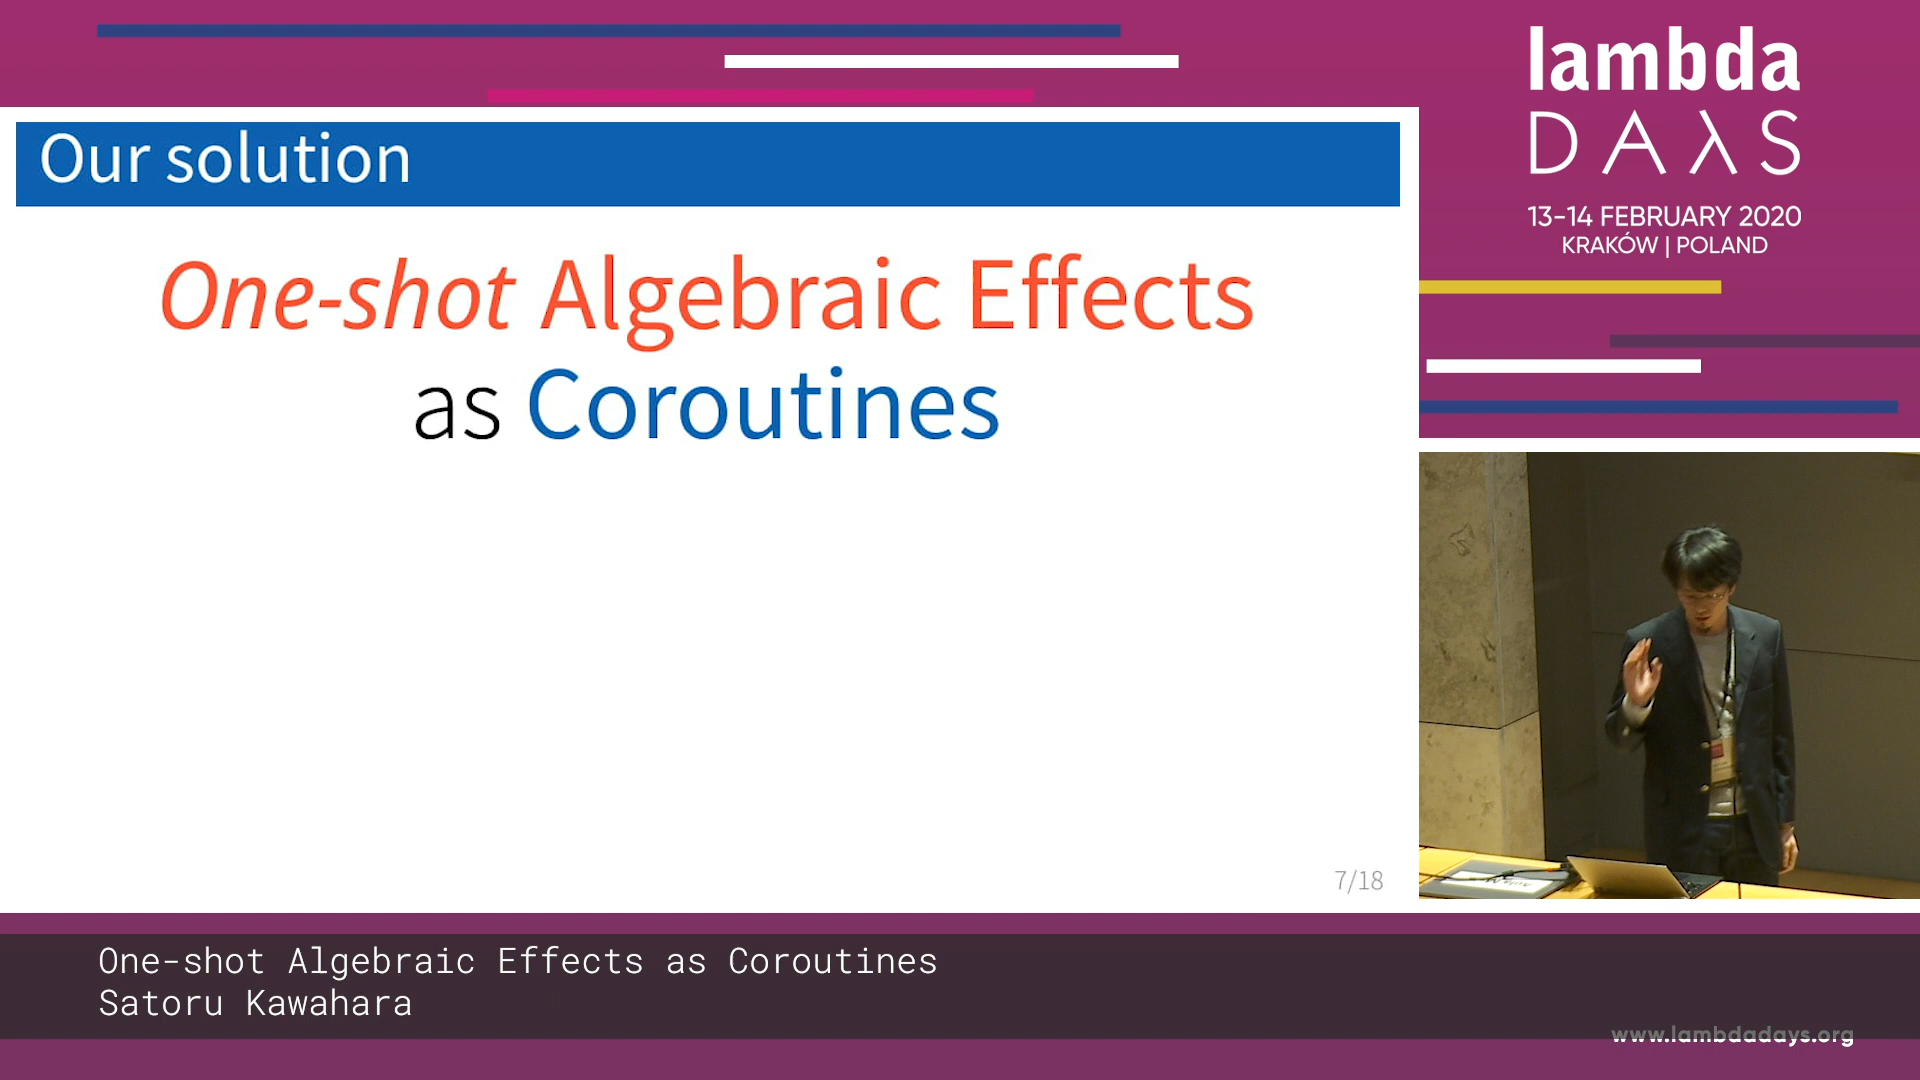 lambda
DAλS
13-14 FEBRUARY 2020
KRAKÓW | POLAND
Our solution
One-shot Algebraic Effects
as Coroutines
7/18
One-shot Algebraic Effects as Coroutines
Satoru Kawahara
www.lambdadays.org